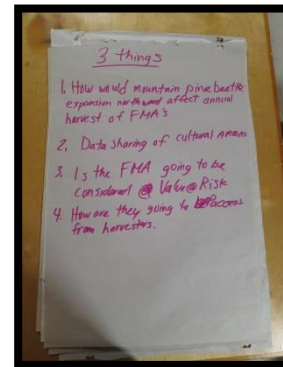 3 things
1. How would mountain pine beetle
expansion northward affect annual
harvest of FMA's
2. Data sharing of cultural
3. Is the FMA going to be
considered @ Value @ Risk
4. How are they going to access
from harvesters.